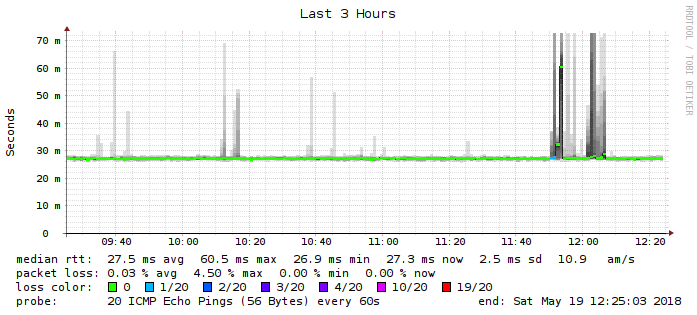 Last 3 Hours
RRDTOOL / TOBI OETIKER
Seconds
70 m
60 m
50 m
40 m
30 m
20 m
10 m
0
09:40 10:00 10:20 10:40 11:00 11:20 11:40 12:00 12:20
median rtt: 27.5 ms avg 60.5 ms max 26.9 ms min 27.3 ms now 2.5 ms sd 10.9 am/s
packet loss: 0.03 % avg 4.50 % max 0.00 % min 0.00 % now
loss color: 0 1/20 2/20 3/20 4/20 10/20 19/20
probe: 20 ICMP Echo Pings (56 Bytes) every 60s end: Sat May 19 12:25:03 2018